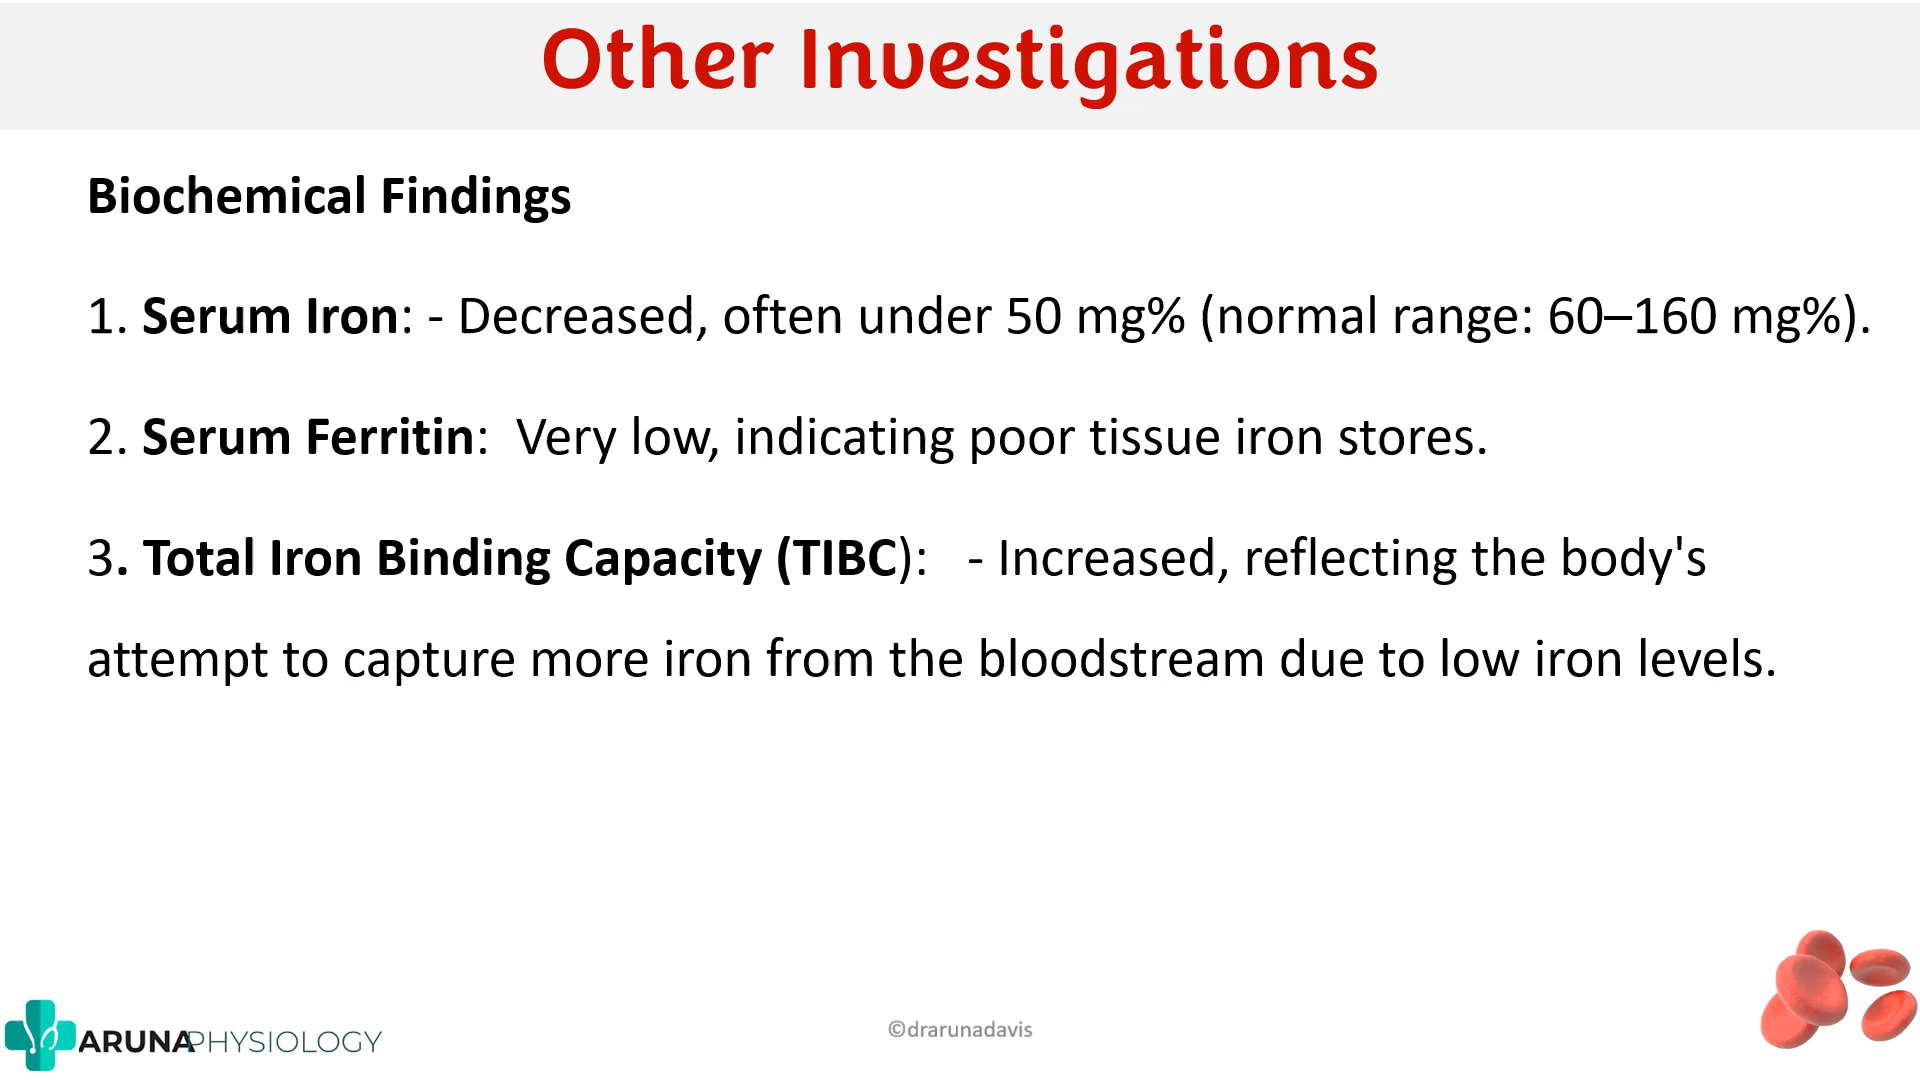 Other Investigations
Biochemical Findings
1. Serum Iron: - Decreased, often under 50 mg% (normal range: 60–160 mg%).
2. Serum Ferritin:  Very low, indicating poor tissue iron stores.
3. Total Iron Binding Capacity (TIBC):   - Increased, reflecting the body's
attempt to capture more iron from the bloodstream due to low iron levels.
ARUNAPHYSIOLOGY
©drarunadavis